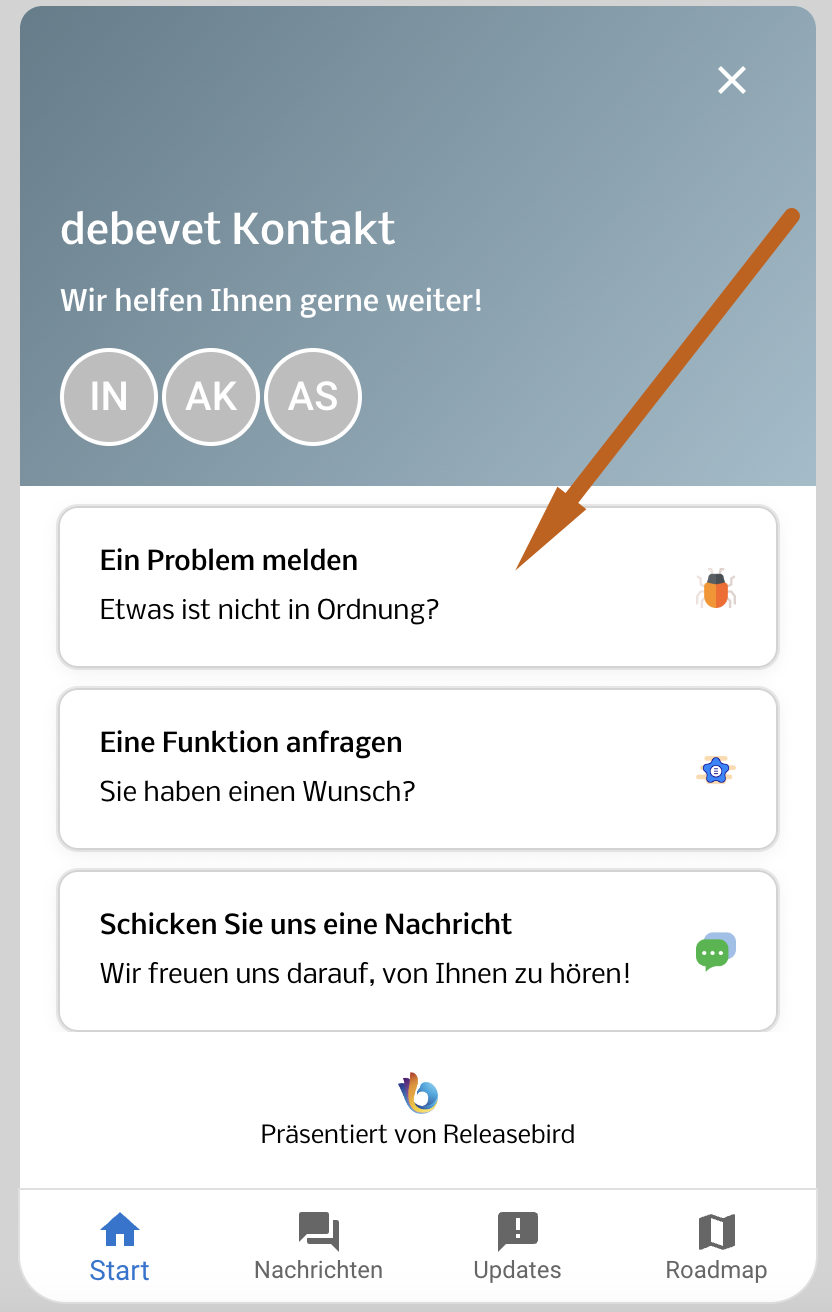 debevet Kontakt
Wir helfen Ihnen gerne weiter!
IN AK AS
Ein Problem melden
Etwas ist nicht in Ordnung?
Eine Funktion anfragen
Sie haben einen Wunsch?
Schicken Sie uns eine Nachricht
Wir freuen uns darauf, von Ihnen zu hören!
Präsentiert von Releasebird
Start Nachrichten Updates Roadmap